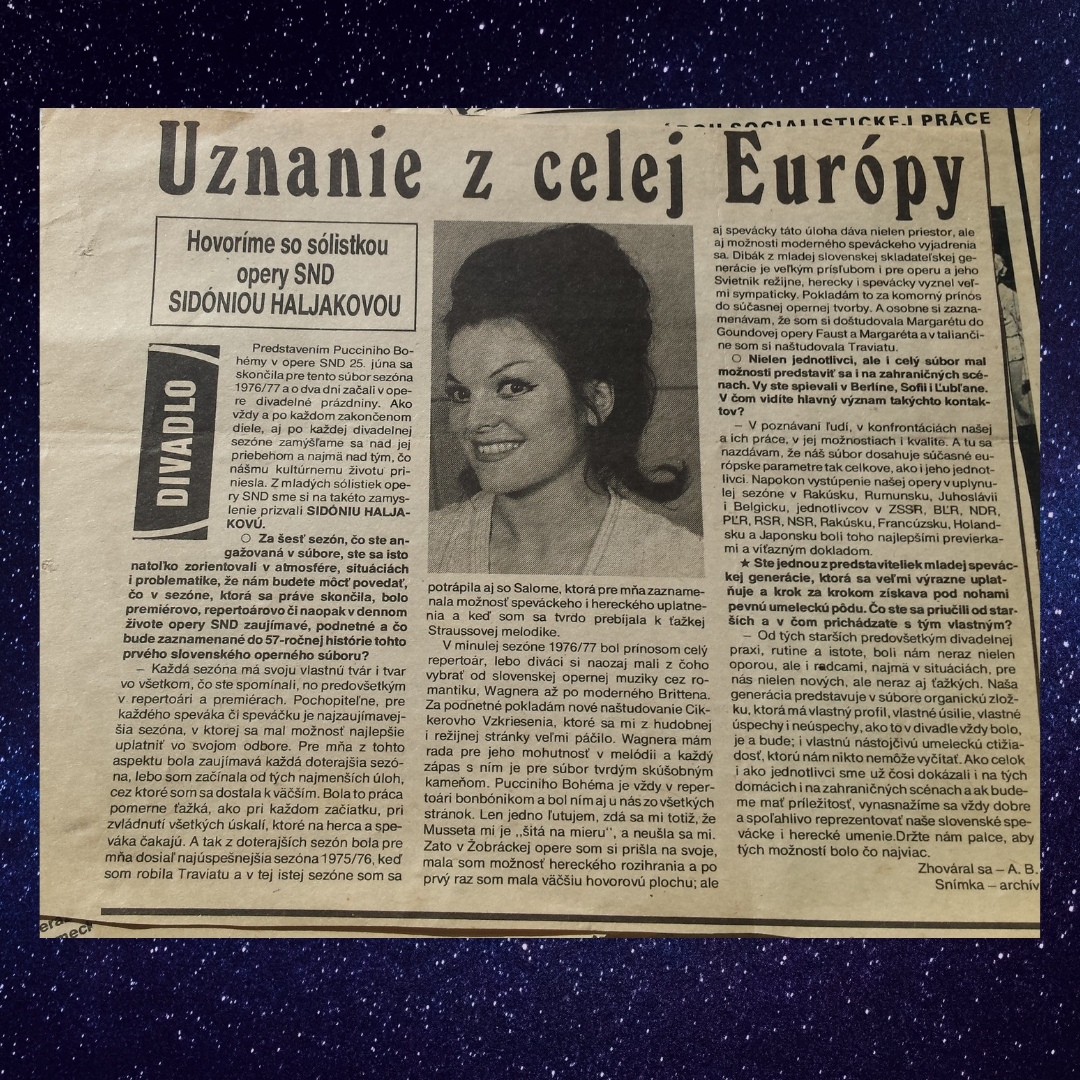 SOCIALISTICKEJ PRÁCE
Uznanie z celej Európy
Hovoríme so sólistkou
opery SND
SIDÓNIOU HALJAKOVOU
DIVADLO
Predstavením Pucciniho Bo-
hémy v opere SND 25. júna sa
skončila pre tento súbor sezóna
1976/77 a o dva dni začali v ope-
re divadelné prázdniny. Ako
vždy a po každom zakončenom
diele, aj po každej divadelnej
sezóne zamýšľame sa nad jej
priebehom a najmä nad tým, čo
nášmu kultúrnemu životu pri-
niesla. Z mladých sólistiek ope-
ry SND sme si na takéto zamys-
lenie prizvali SIDÓNIU HALJA-
KOVÚ.
○ Za šesť sezón, čo ste an-
gažovaná v súbore, ste sa isto
natoľko zorientovali v atmosfére, situáciách
i problematike, že nám budete môcť povedať,
čo v sezóne, ktorá sa práve skončila, bolo
premiérovo, repertoárovo či naopak v dennom
živote opery SND zaujímavé, podnetné a čo
bude zaznamenané do 57-ročnej histórie tohto
prvého slovenského operného súboru?
– Každá sezóna má svoju vlastnú tvár i tvar
vo všetkom, čo ste spomínali, no predovšetkým
v repertoári a premiérach. Pochopiteľne, pre
každého speváka či speváčku je najzaujímavej-
šia sezóna, v ktorej sa mal možnosť najlepšie
uplatniť vo svojom odbore. Pre mňa z tohto
aspektu bola zaujímavá každá doterajšia sezó-
na, lebo som začínala od tých najmenších úloh,
cez ktoré som sa dostala k väčším. Bola to práca
pomerne ťažká, ako pri každom začiatku, pri
zvládnutí všetkých úskalí, ktoré na herca a spe-
váka čakajú. A tak z doterajších sezón bola pre
mňa dosiaľ najúspešnejšia sezóna 1975/76, keď
som robila Traviatu a v tej istej sezóne som sa
potrápila aj so Salome, ktorá pre mňa zazname-
nala možnosť speváckeho i hereckého uplatne-
nia a keď som sa tvrdo prebíjala k ťažkej
Straussovej melodike.
V minulej sezóne 1976/77 bol prínosom celý
repertoár, lebo diváci si naozaj mali z čoho
vybrať od slovenskej opernej muziky cez ro-
mantiku, Wagnera až po moderného Brittena.
Za podnetné pokladám nové naštudovanie Cik-
kerovho Vzkriesenia, ktoré sa mi z hudobnej
i režijnej stránky veľmi páčilo. Wagnera mám
rada pre jeho mohutnosť v melódii a každý
zápas s ním je pre súbor tvrdým skúšobným
kameňom. Pucciniho Bohéma je vždy v reper-
toári bonbónikom a bol ním aj u nás zo všetkých
stránok. Len jedno ľutujem, zdá sa mi totiž, že
Musseta mi je „šitá na mieru", a neušla sa mi.
Zato v Žobráckej opere som si prišla na svoje,
mala som možnosť hereckého rozihrania a po
prvý raz som mala väčšiu hovorovú plochu; ale
aj spevácky táto úloha dáva nielen priestor, ale
aj možnosti moderného speváckeho vyjadrenia
sa. Dibák z mladej slovenskej skladateľskej ge-
nerácie je veľkým prísľubom i pre operu a jeho
Svietnik režijne, herecky i spevácky vyznel veľ-
mi sympaticky. Pokladám to za komorný prínos
do súčasnej opernej tvorby. A osobne si zazna-
menávam, že som si doštudovala Margarétu do
Goundovej opery Faust a Margaréta a v taliančí-
ne som si naštudovala Traviatu.
○ Nielen jednotlivci, ale i celý súbor mal
možnosti predstaviť sa i na zahraničných scé-
nach. Vy ste spievali v Berlíne, Sofii i Ľubľane.
V čom vidíte hlavný význam takýchto kontak-
tov?
– V poznávaní ľudí, v konfrontáciách našej
a ich práce, v jej možnostiach i kvalite. A tu sa
nazdávam, že náš súbor dosahuje súčasné eu-
rópske parametre tak celkove, ako i jeho jednot-
livci. Napokon vystúpenie našej opery v uplynu-
lej sezóne v Rakúsku, Rumunsku, Juhoslávii
i Belgicku, jednotlivcov v ZSSR, BĽR, NDR,
PĽR, RSR, NSR, Rakúsku, Francúzsku, Holand-
sku a Japonsku boli toho najlepšími previerka-
mi a víťazným dokladom.
★ Ste jednou z predstaviteliek mladej speváč-
kej generácie, ktorá sa veľmi výrazne uplat-
ňuje a krok za krokom získava pod nohami
pevnú umeleckú pôdu. Čo ste sa priučili od star-
ších a v čom prichádzate s tým vlastným?
– Od tých starších predovšetkým divadelnej
praxi, rutine a istote, boli nám neraz nielen
oporou, ale i radcami, najmä v situáciách, pre
nás nielen nových, ale neraz aj ťažkých. Naša
generácia predstavuje v súbore organickú zlož-
ku, ktorá má vlastný profil, vlastné úsilie, vlastné
úspechy i neúspechy, ako to v divadle vždy bolo,
je a bude; i vlastnú nástojčivú umeleckú ctižia-
dosť, ktorú nám nikto nemôže vyčítať. Ako celok
i ako jednotlivci sme už čosi dokázali i na tých
domácich i na zahraničných scénach a ak bude-
me mať príležitosť, vynasnažíme sa vždy dobre
a spoľahlivo reprezentovať naše slovenské spe-
vácke i herecké umenie.Držte nám palce, aby
tých možností bolo čo najviac.
Zhováral sa – A. B.
Snímka – archív